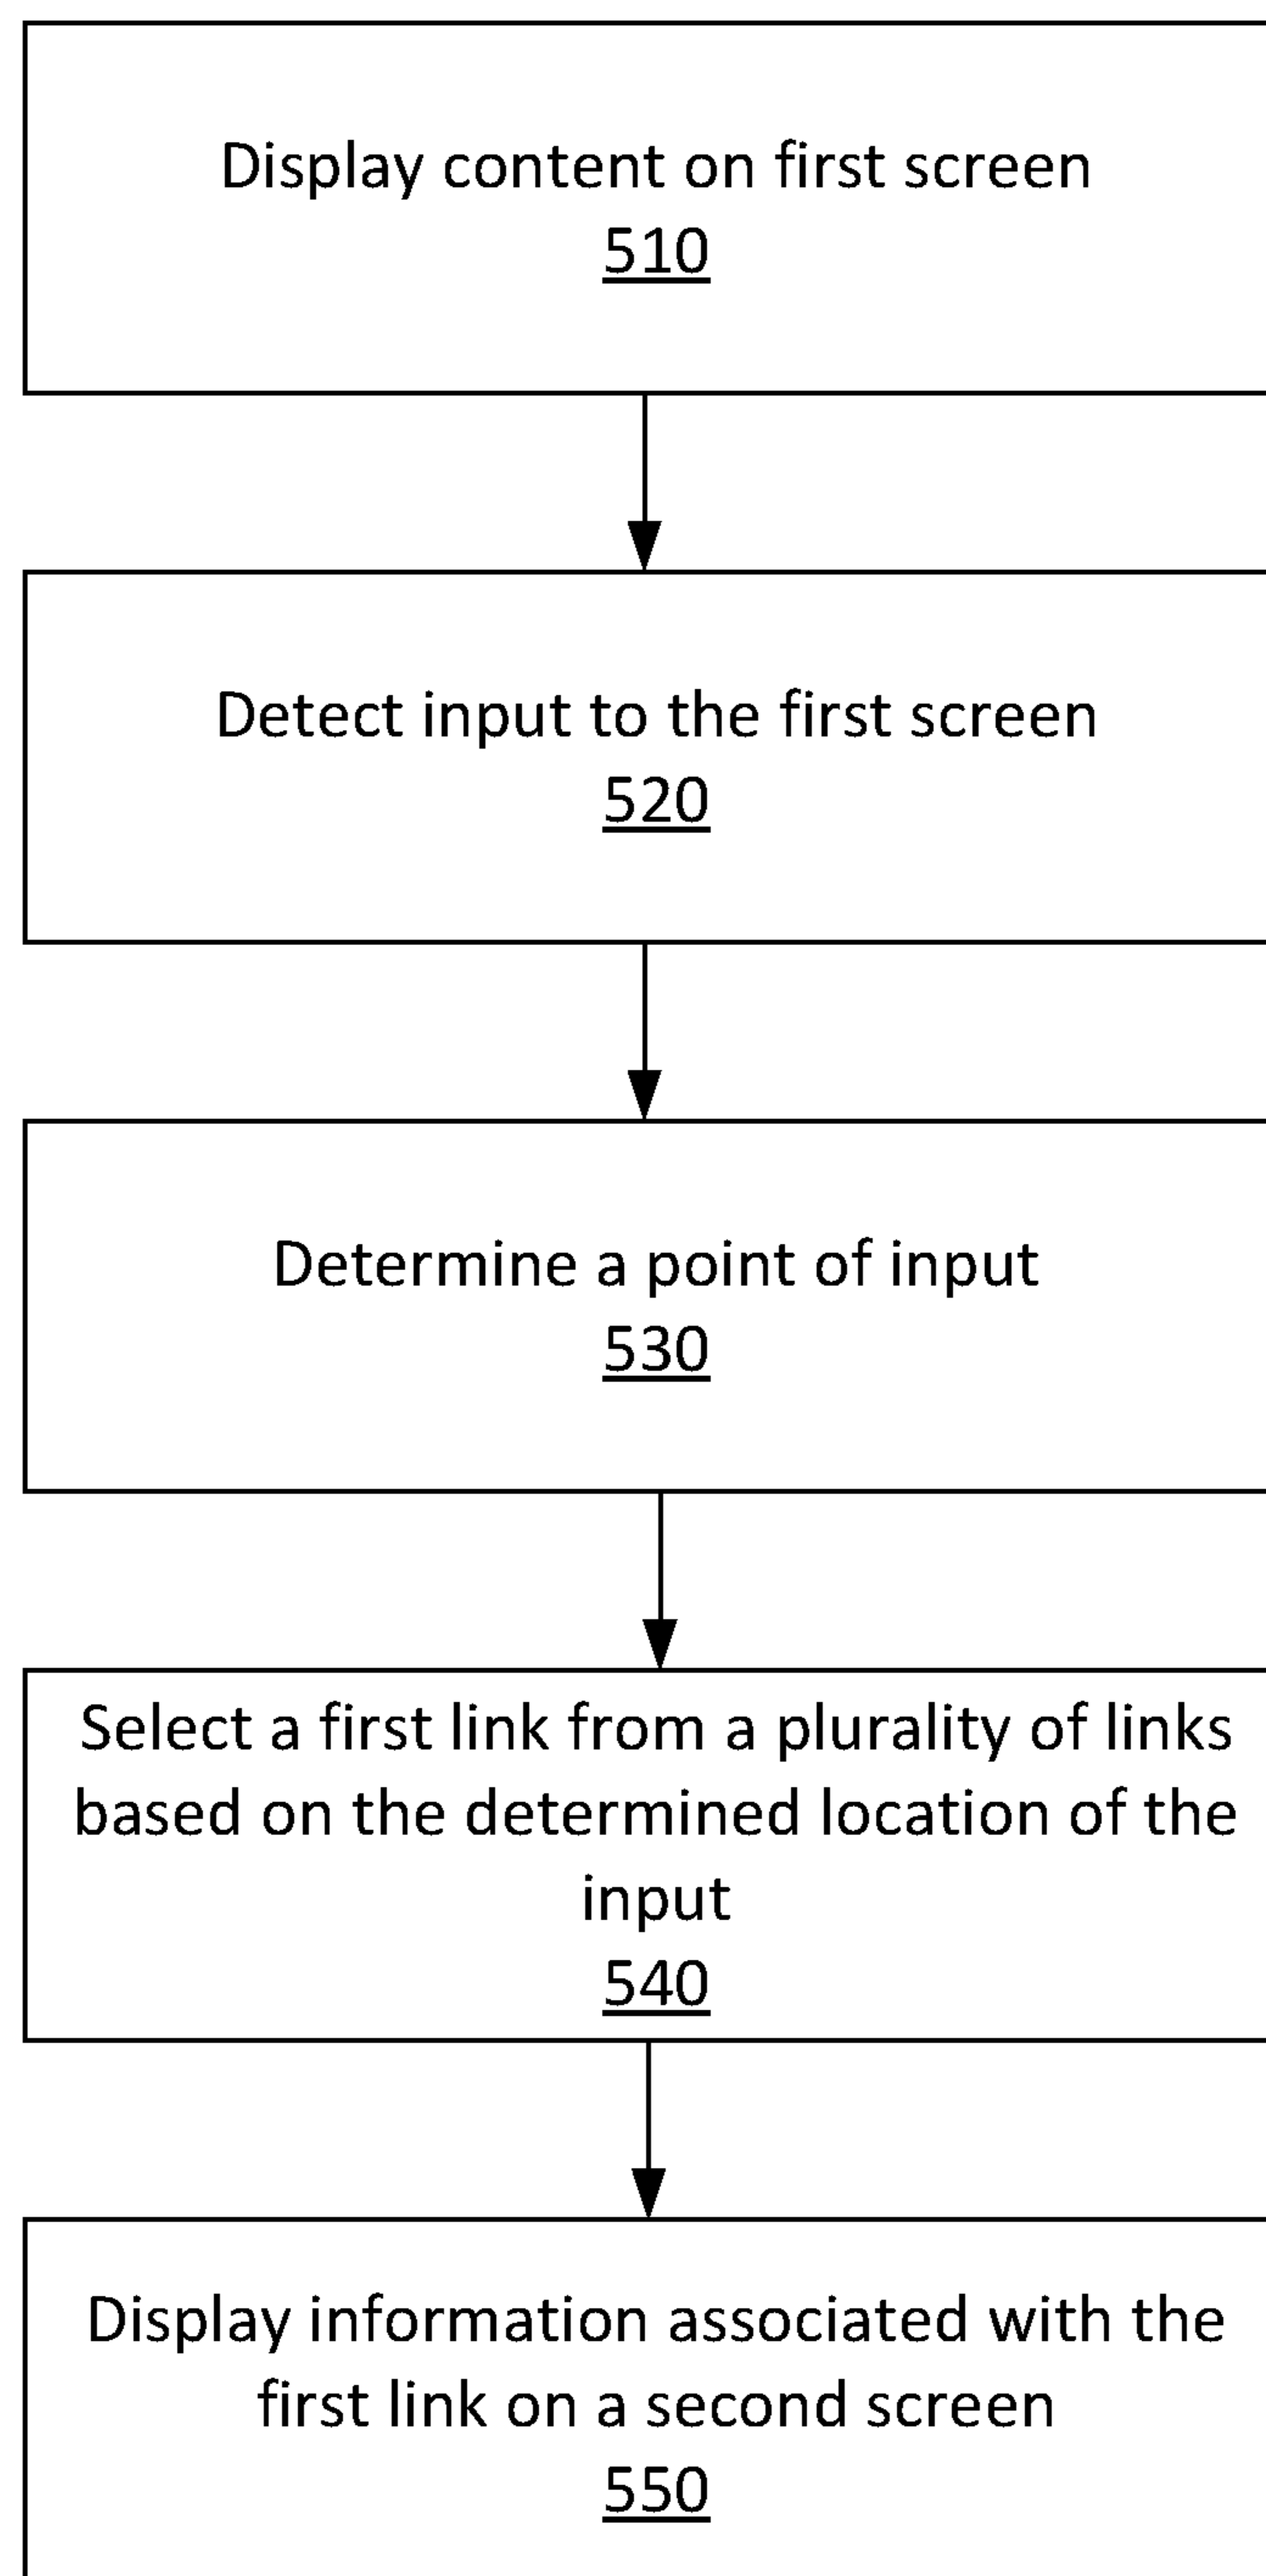 Display content on first screen
510
Detect input to the first screen
520
Determine a point of input
530
Select a first link from a plurality of links
based on the determined location of the
input
540
Display information associated with the
first link on a second screen
550